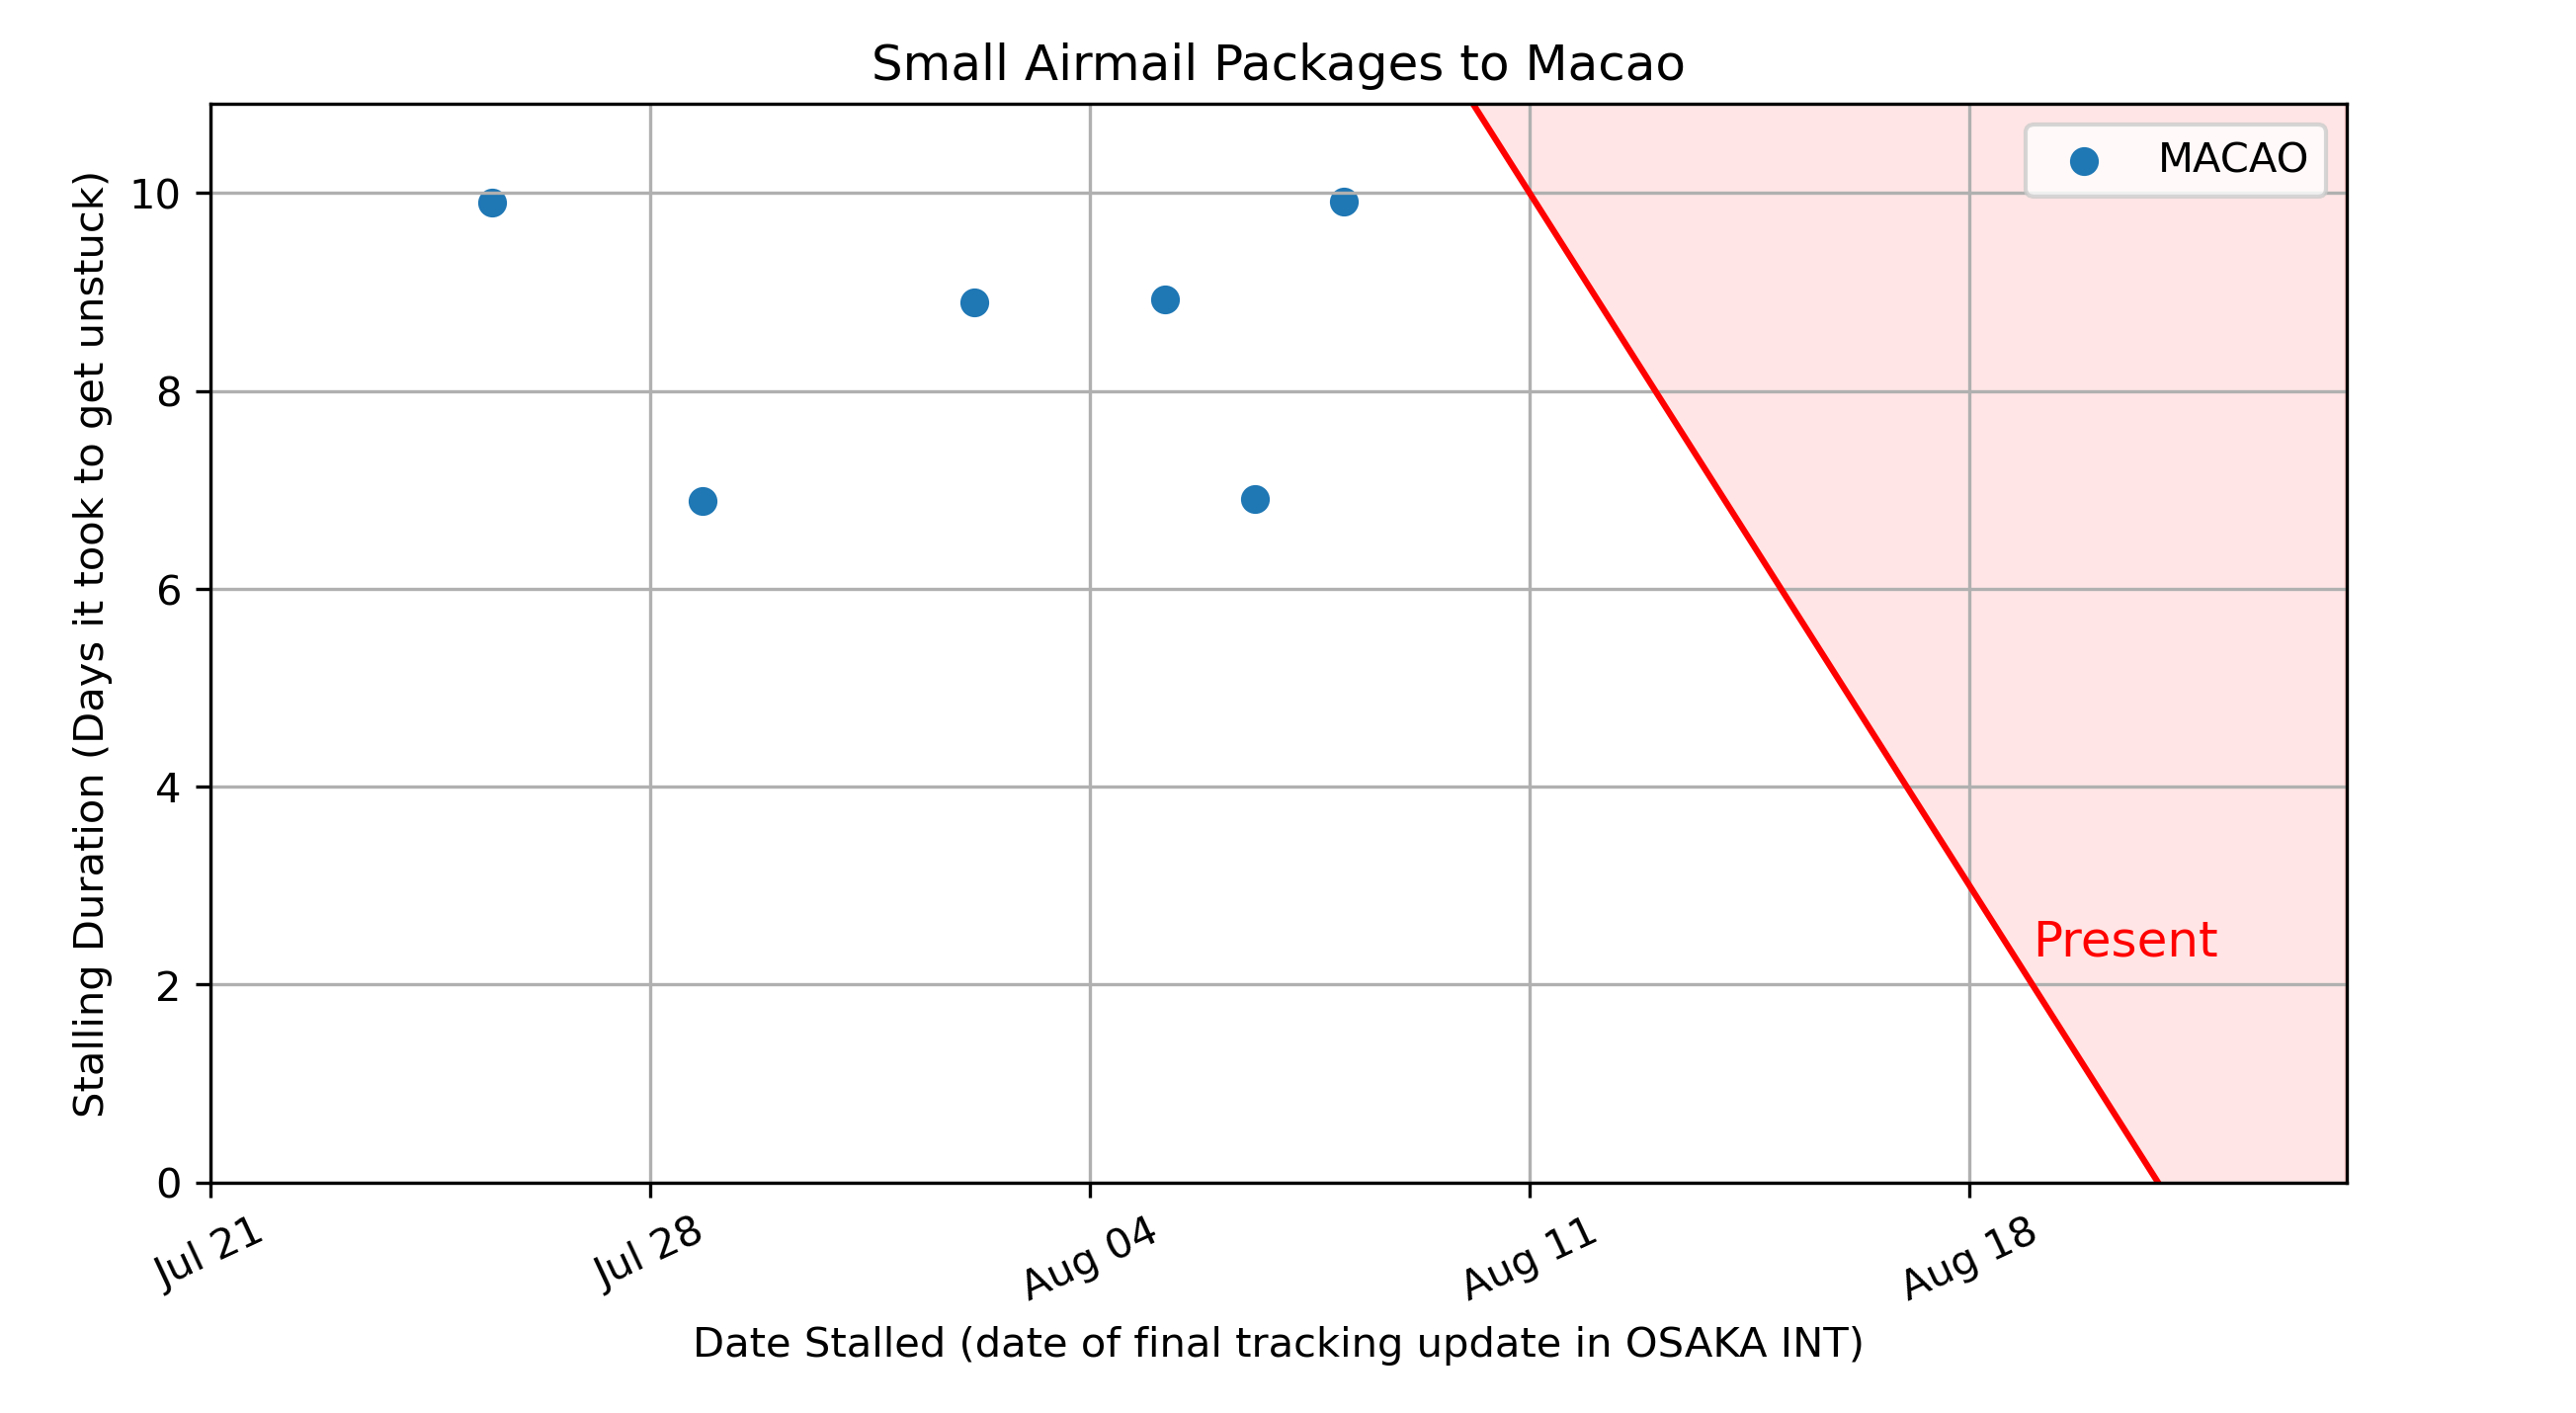 Small Airmail Packages to Macao
MACAO
Stalling Duration (Days it took to get unstuck)
10
8
6
4
2
0
Present
Jul 21
Jul 28
Aug 04
Aug 11
Aug 18
Date Stalled (date of final tracking update in OSAKA INT)